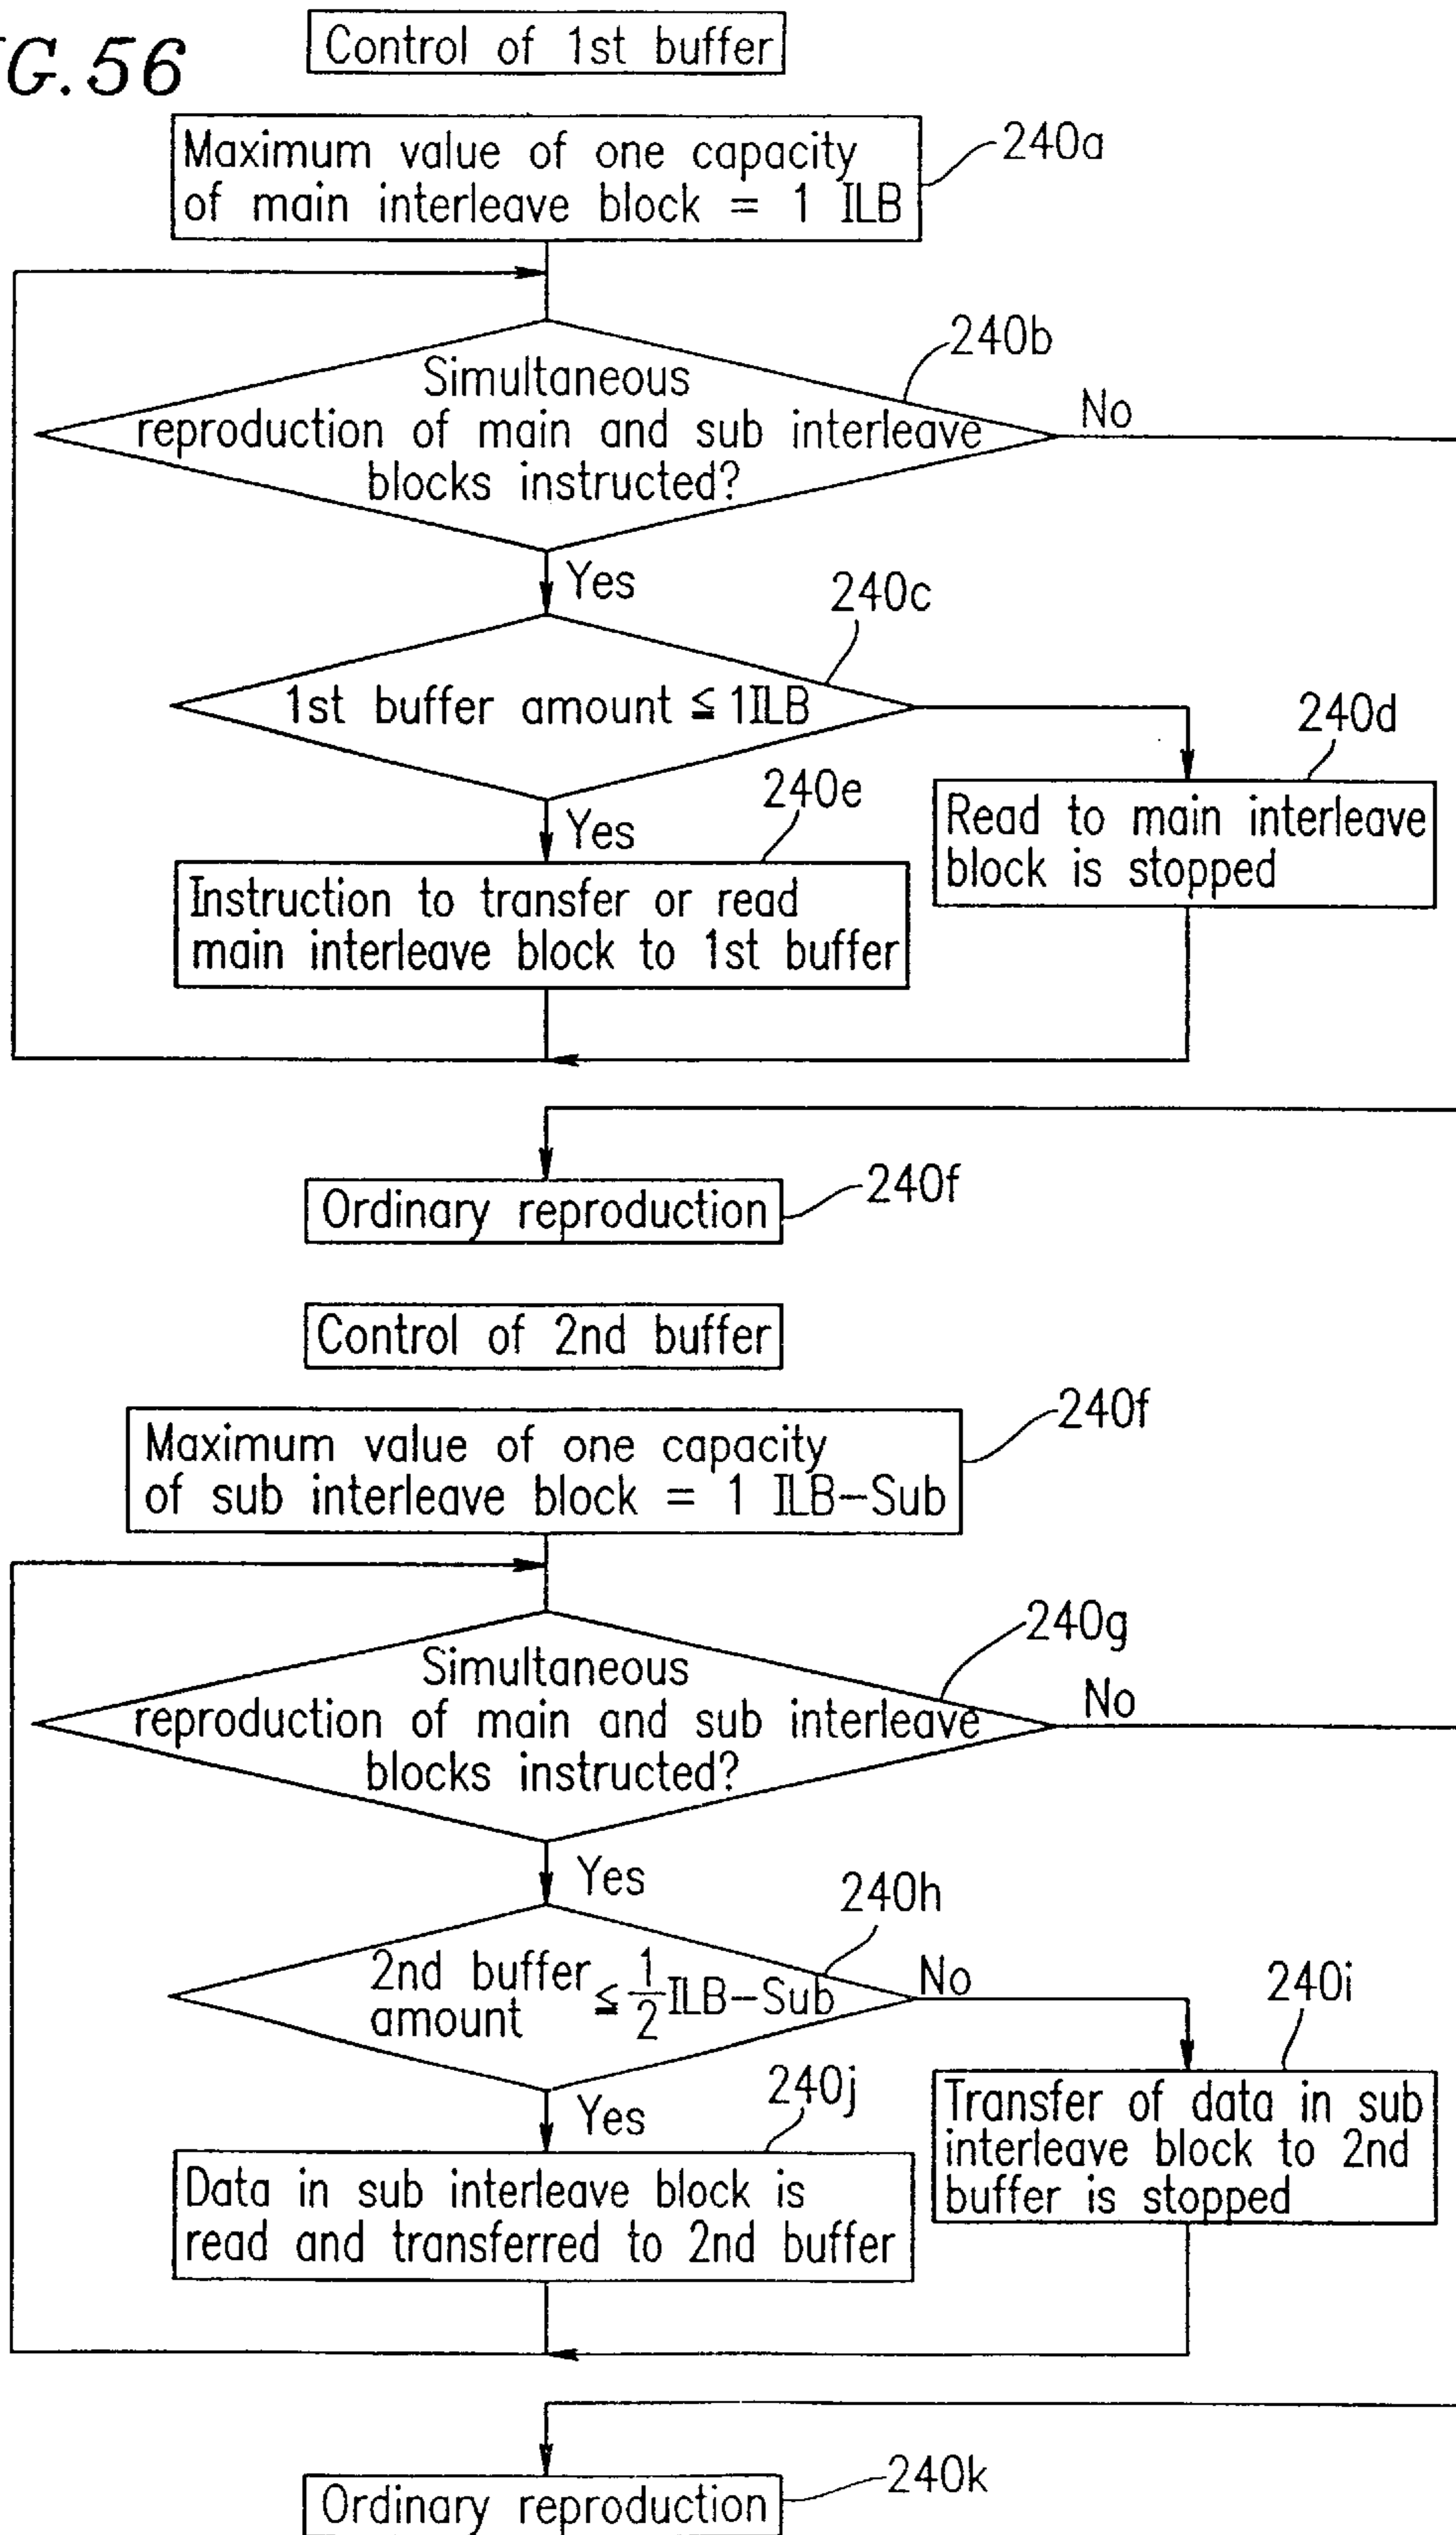 G.56
Control of 1st buffer
Maximum value of one capacity
of main interleave block = 1 ILB
240a
Simultaneous
reproduction of main and sub interleave
blocks instructed?
240b
No
Yes
1st buffer amount ≦ 1ILB
240c
240d
Read to main interleave
block is stopped
Yes
240e
Instruction to transfer or read
main interleave block to 1st buffer
Ordinary reproduction
240f
Control of 2nd buffer
Maximum value of one capacity
of sub interleave block = 1 ILB-Sub
240f
Simultaneous
reproduction of main and sub interleave
blocks instructed?
240g
No
Yes
2nd buffer
amount ≦ 1/2 ILB-Sub
240h
No
240i
Transfer of data in sub
interleave block to 2nd
buffer is stopped
Yes
240j
Data in sub interleave block is
read and transferred to 2nd buffer
Ordinary reproduction
240k